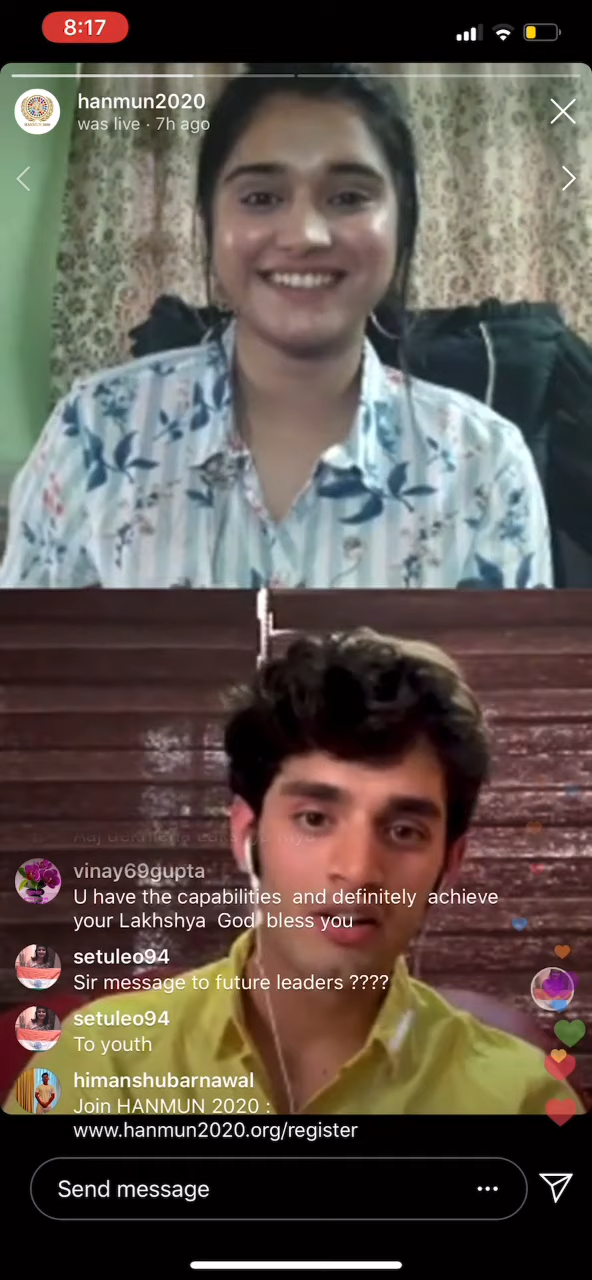 8:17
hanmun2020
was live · 7h ago
vinay69gupta
U have the capabilities and definitely achieve
your Lakhshya God bless you
setuleo94
Sir message to future leaders ????
setuleo94
To youth
himanshubarnawal
Join HANMUN 2020 :
www.hanmun2020.org/register
Send message